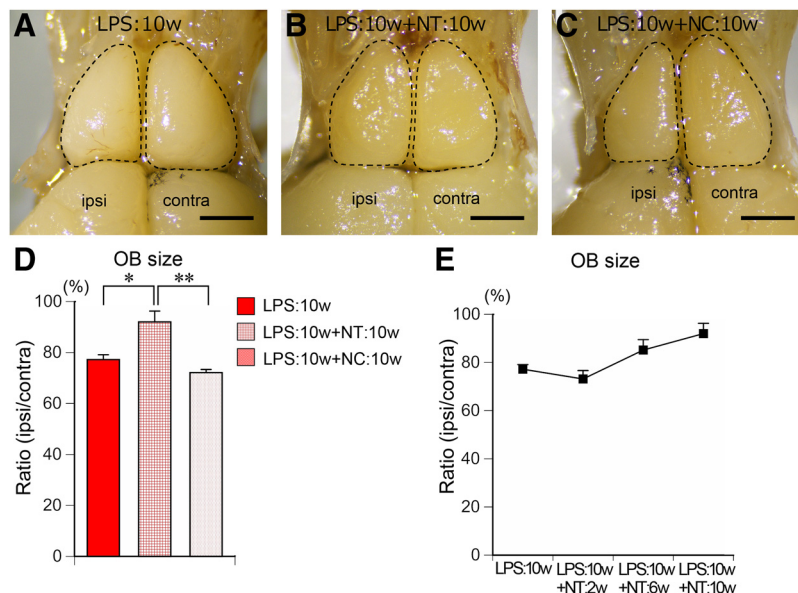 A
LPS:10w
B
LPS:10w+NT:10w
C
LPS:10w+NC:10w
ipsi
contra
ipsi
contra
ipsi
contra
D
OB size
(%)
100
80
60
40
20
0
Ratio (ipsi/contra)
*
**
LPS:10w
LPS:10w+NT:10w
LPS:10w+NC:10w
E
OB size
(%)
100
80
60
40
20
0
Ratio (ipsi/contra)
LPS:10w
LPS:10w
+NT:2w
LPS:10w
+NT:6w
LPS:10w
+NT:10w